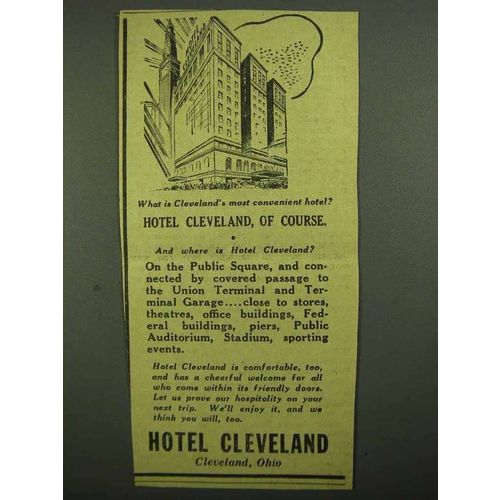 What is Cleveland's most convenient hotel?
HOTEL CLEVELAND, OF COURSE.
•
And where is Hotel Cleveland?
On the Public Square, and con-
nected by covered passage to
the Union Terminal and Ter-
minal Garage....close to stores,
theatres, office buildings, Fed-
eral buildings, piers, Public
Auditorium, Stadium, sporting
events.
Hotel Cleveland is comfortable, too,
and has a cheerful welcome for all
who come within its friendly doors.
Let us prove our hospitality on your
next trip. We'll enjoy it, and we
think you will, too.
HOTEL CLEVELAND
Cleveland, Ohio